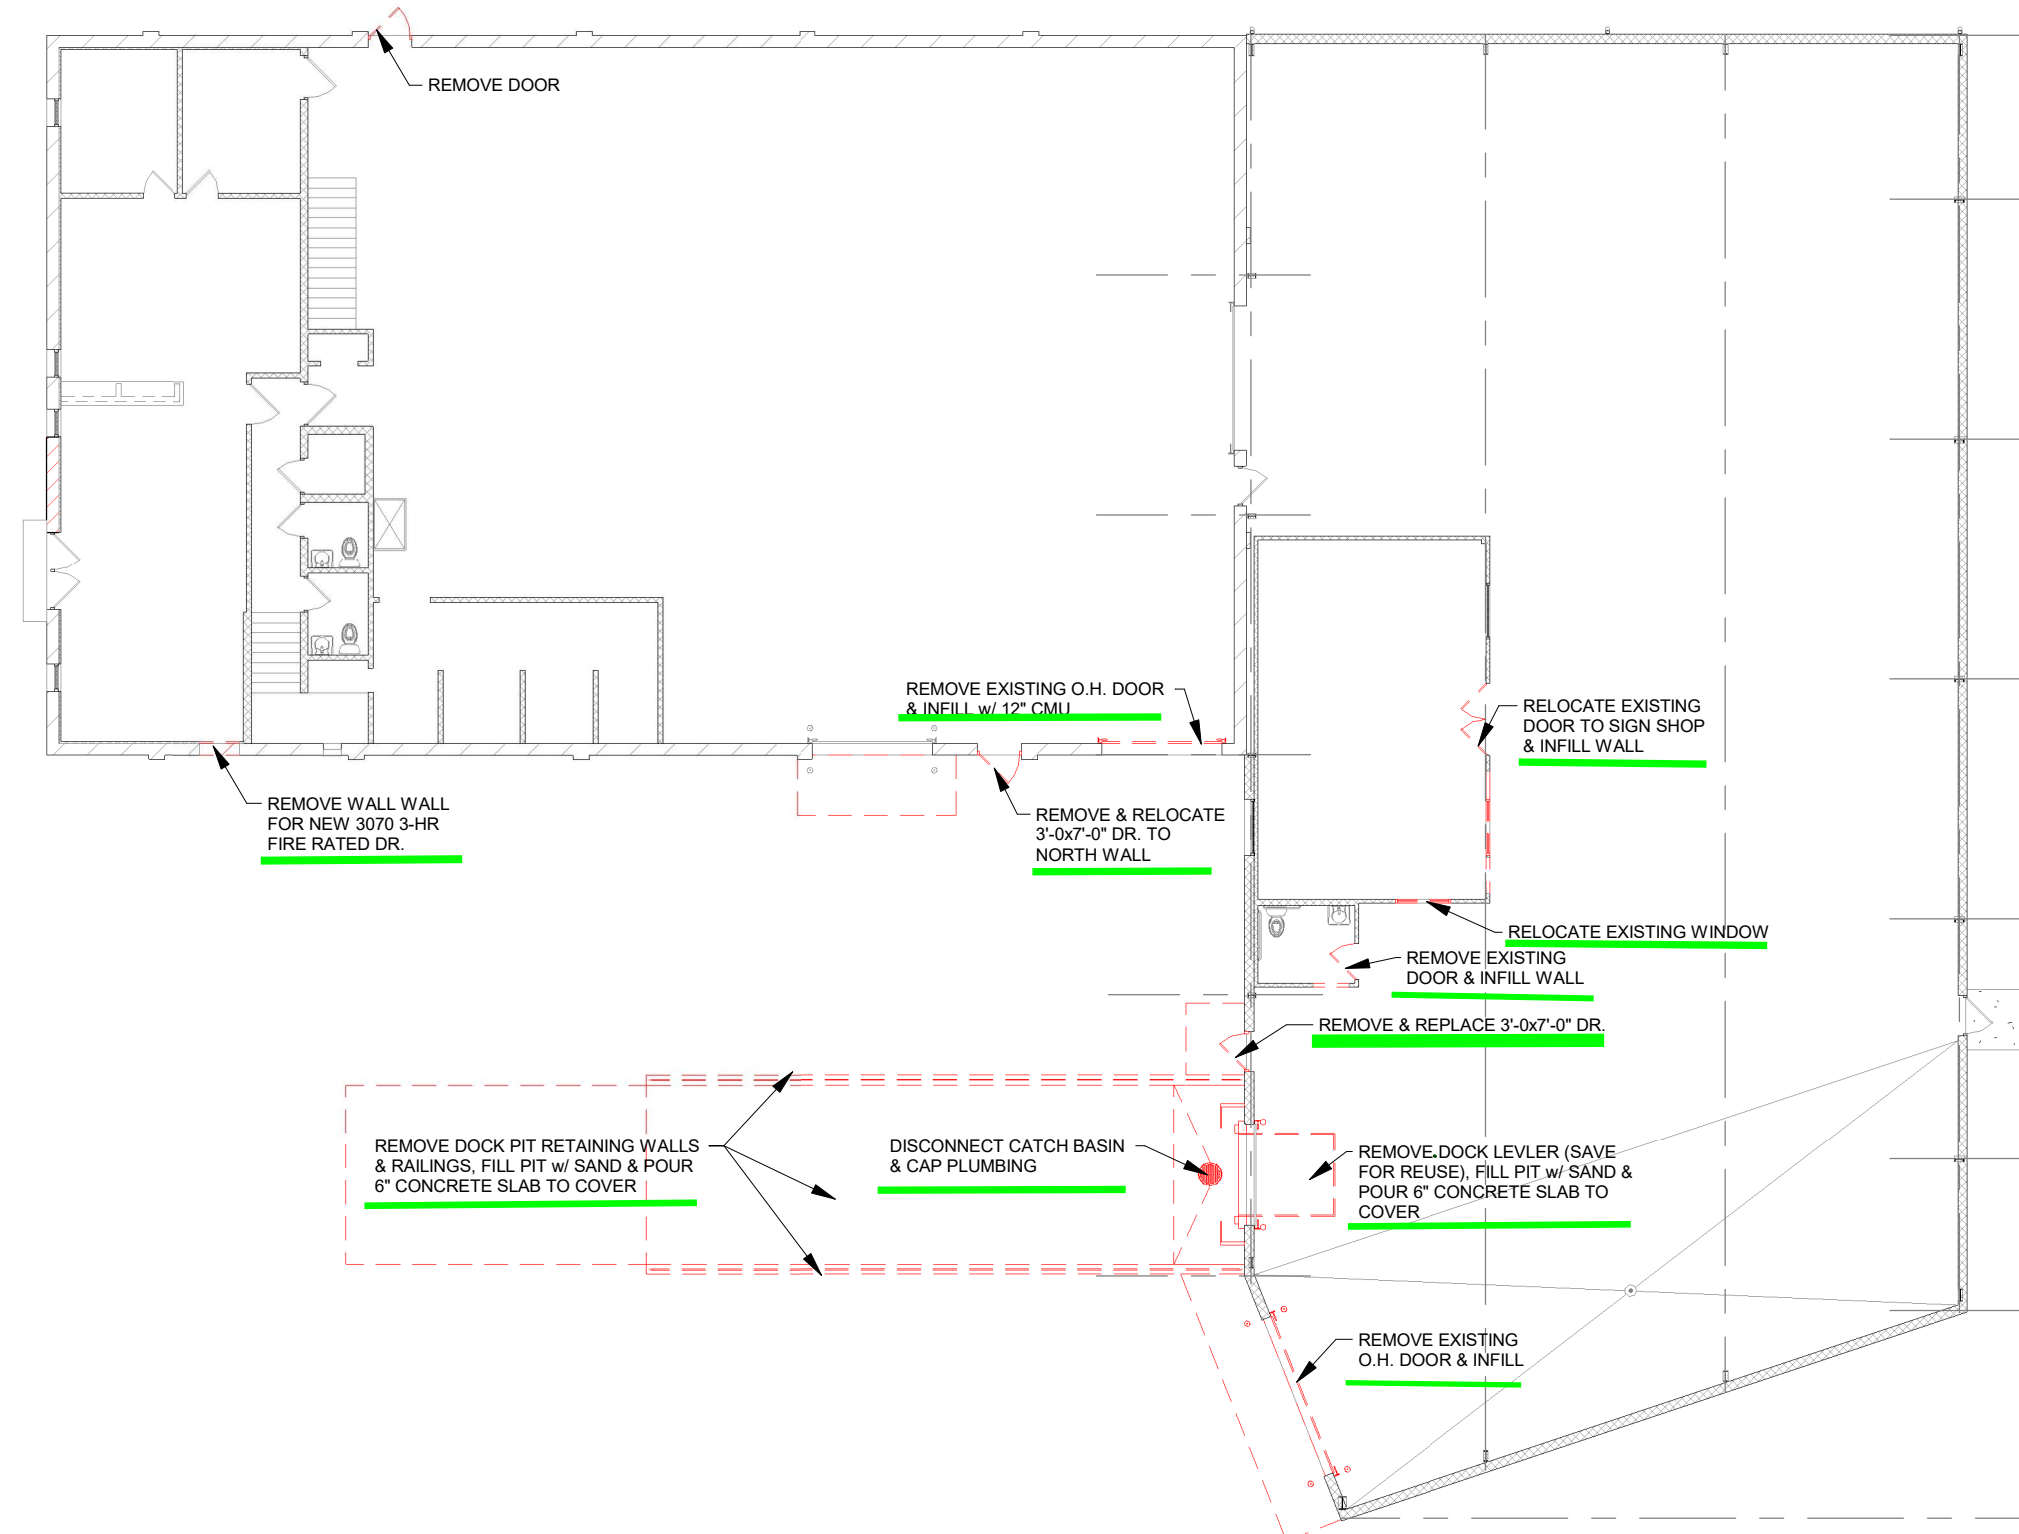 REMOVE DOOR
REMOVE EXISTING O.H. DOOR
& INFILL w/ 12" CMU
RELOCATE EXISTING
DOOR TO SIGN SHOP
& INFILL WALL
REMOVE WALL WALL
FOR NEW 3070 3-HR
FIRE RATED DR.
REMOVE & RELOCATE
3'-0x7'-0" DR. TO
NORTH WALL
RELOCATE EXISTING WINDOW
REMOVE EXISTING
DOOR & INFILL WALL
REMOVE & REPLACE 3'-0x7'-0" DR.
REMOVE DOCK PIT RETAINING WALLS
& RAILINGS, FILL PIT w/ SAND & POUR
6" CONCRETE SLAB TO COVER
DISCONNECT CATCH BASIN
& CAP PLUMBING
REMOVE DOCK LEVLER (SAVE
FOR REUSE), FILL PIT w/ SAND &
POUR 6" CONCRETE SLAB TO
COVER
REMOVE EXISTING
O.H. DOOR & INFILL